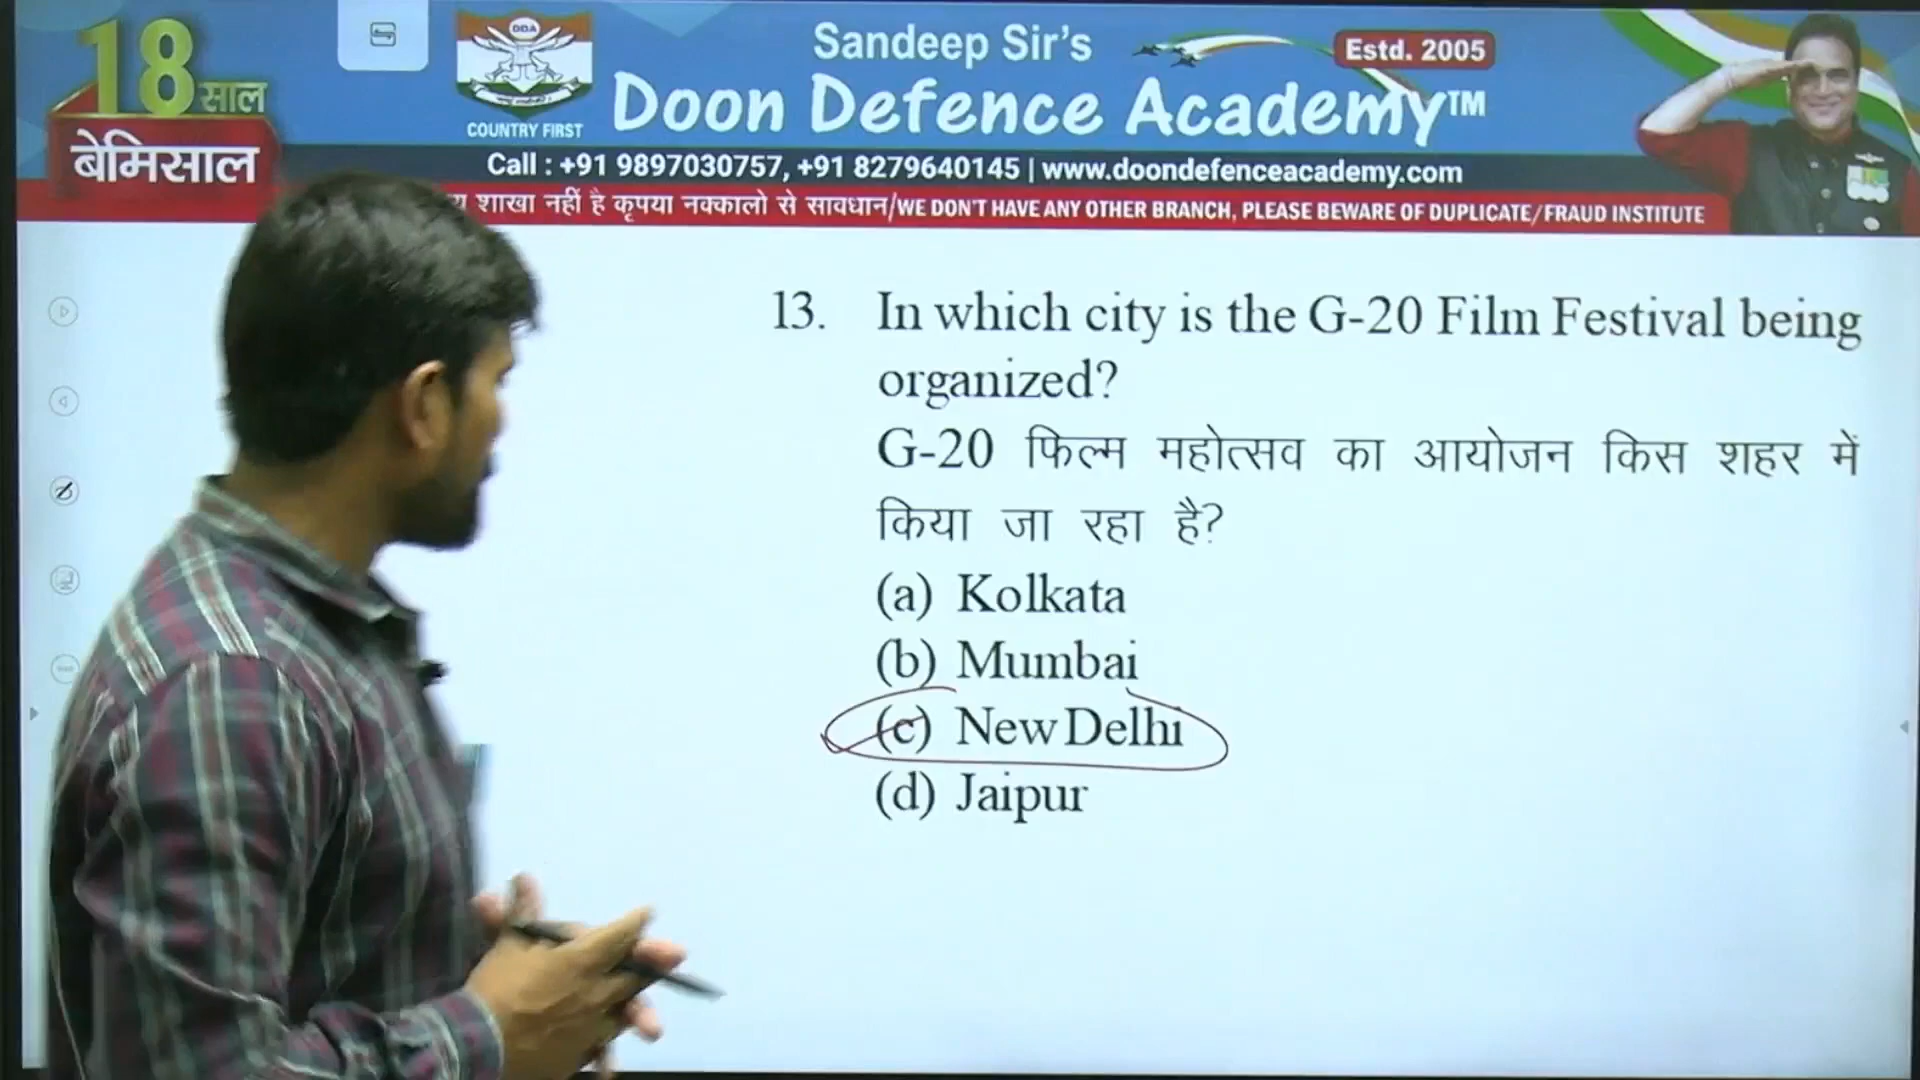 18 साल
बेमिसाल
DDA
COUNTRY FIRST
Sandeep Sir's
Estd. 2005
Doon Defence Academy™
Call : +91 9897030757, +91 8279640145 | www.doondefenceacademy.com
शाखा नहीं है कृपया नक्कालो से सावधान/WE DON'T HAVE ANY OTHER BRANCH, PLEASE BEWARE OF DUPLICATE/FRAUD INSTITUTE
13. In which city is the G-20 Film Festival being
organized?
G-20 फिल्म महोत्सव का आयोजन किस शहर में
किया जा रहा है?
(a) Kolkata
(b) Mumbai
(c) New Delhi
(d) Jaipur